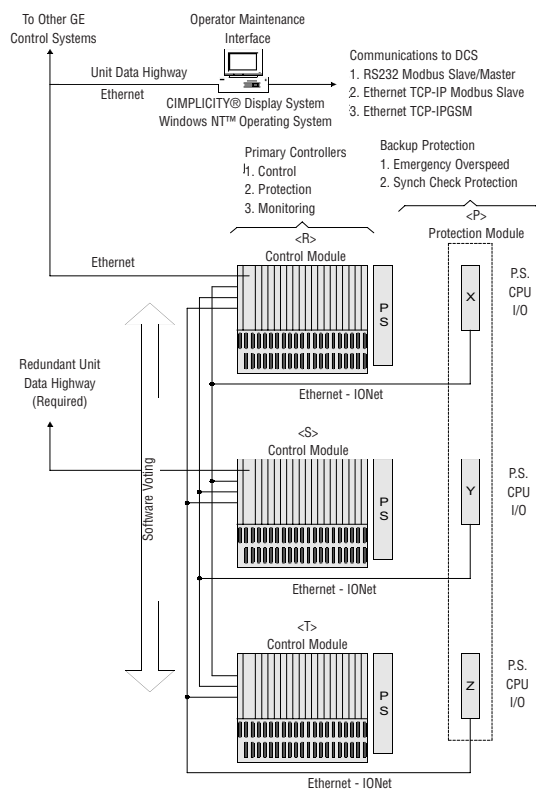 To Other GE
Control Systems
Operator Maintenance
Interface
Unit Data Highway
Ethernet
CIMPLICITY® Display System
Windows NT™ Operating System
Communications to DCS
1. RS232 Modbus Slave/Master
2. Ethernet TCP-IP Modbus Slave
3. Ethernet TCP-IPGSM
Primary Controllers
1. Control
2. Protection
3. Monitoring
Backup Protection
1. Emergency Overspeed
2. Synch Check Protection
<P>
Protection Module
<R>
Control Module
Ethernet
P
S
X
P.S.
CPU
I/O
Ethernet - IONet
Redundant Unit
Data Highway
(Required)
Software Voting
<S>
Control Module
P
S
Y
P.S.
CPU
I/O
Ethernet - IONet
<T>
Control Module
P
S
Z
P.S.
CPU
I/O
Ethernet - IONet